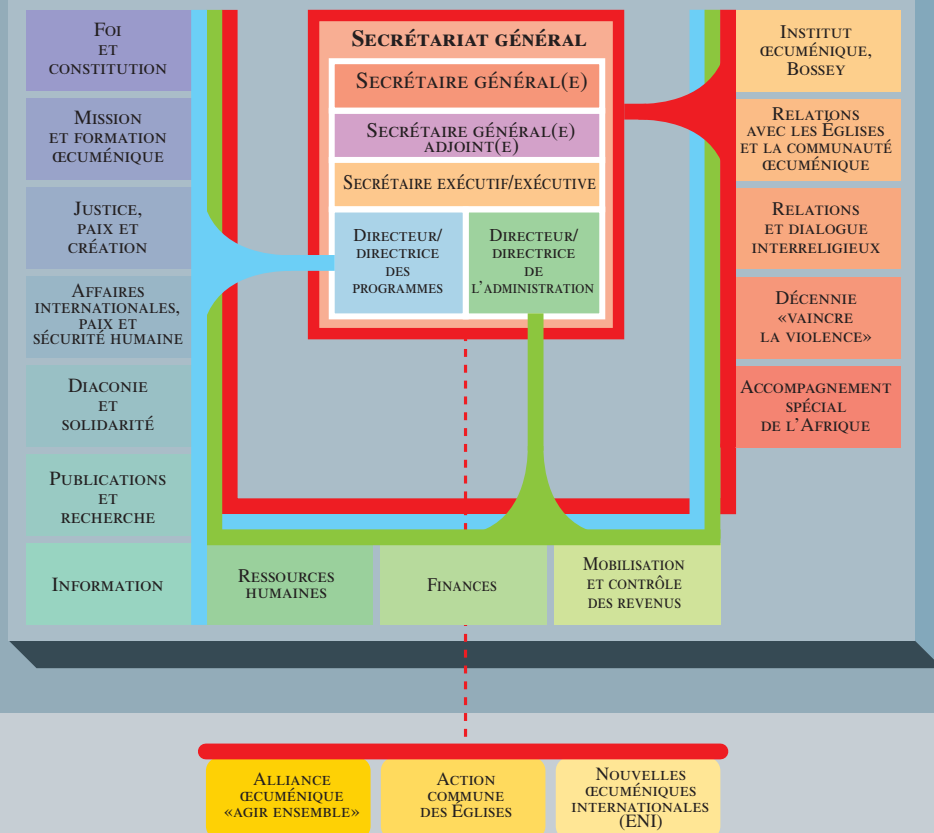 Foi
et
constitution
Mission
et formation
œcuménique
Justice,
paix et
création
Affaires
internationales,
paix et
sécurité humaine
Diaconie
et
solidarité
Publications
et
recherche
Information
Secrétariat général
Secrétaire général(e)
Secrétaire général(e)
adjoint(e)
Secrétaire exécutif/exécutive
Directeur/
directrice
des
programmes
Directeur/
directrice
de
l'administration
Institut
œcuménique,
Bossey
Relations
avec les Églises
et la communauté
œcuménique
Relations
et dialogue
interreligieux
Décennie
«vaincre
la violence»
Accompagnement
spécial
de l'Afrique
Ressources
humaines
Finances
Mobilisation
et contrôle
des revenus
Alliance
œcuménique
«agir ensemble»
Action
commune
des Églises
Nouvelles
œcuméniques
internationales
(ENI)